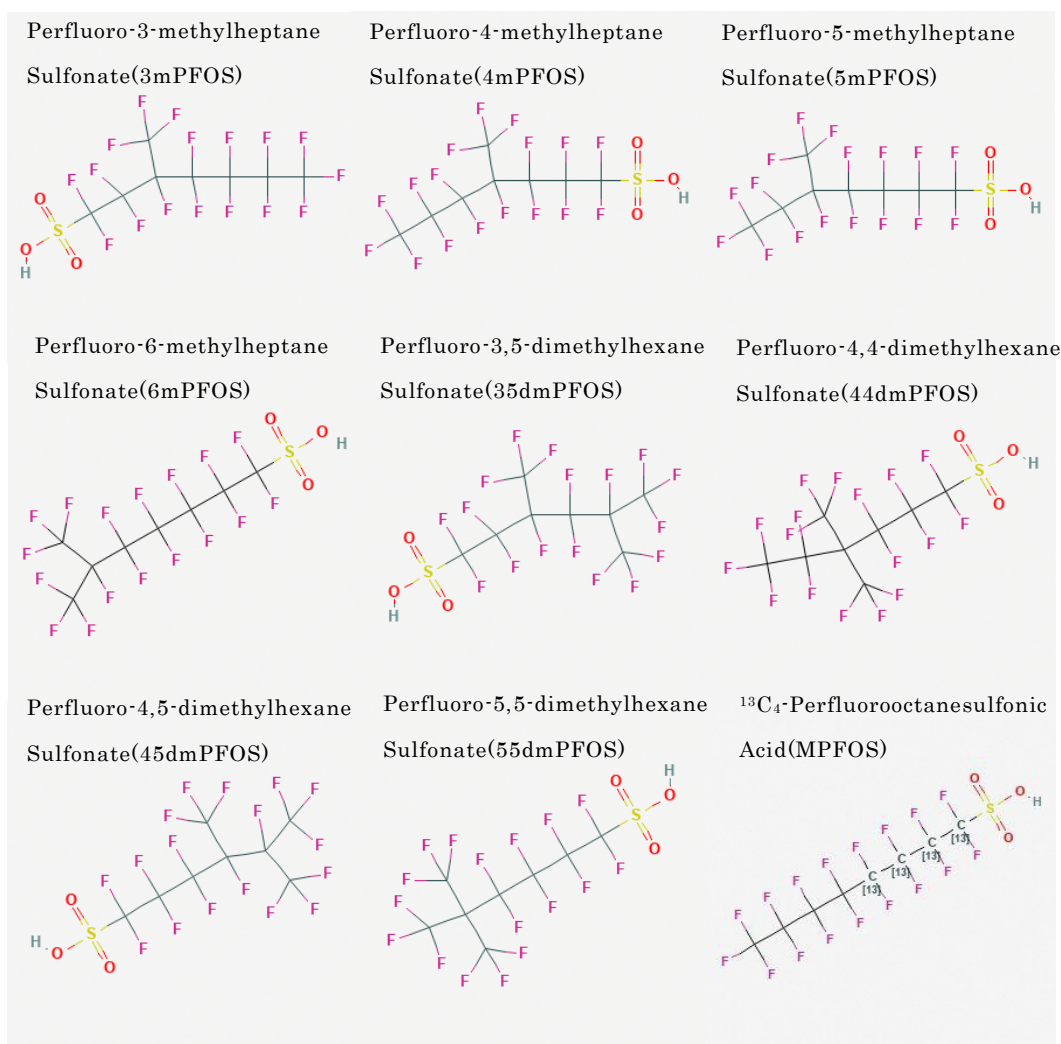 Perfluoro-3-methylheptane
Sulfonate(3mPFOS)
Perfluoro-4-methylheptane
Sulfonate(4mPFOS)
Perfluoro-5-methylheptane
Sulfonate(5mPFOS)
Perfluoro-6-methylheptane
Sulfonate(6mPFOS)
Perfluoro-3,5-dimethylhexane
Sulfonate(35dmPFOS)
Perfluoro-4,4-dimethylhexane
Sulfonate(44dmPFOS)
Perfluoro-4,5-dimethylhexane
Sulfonate(45dmPFOS)
Perfluoro-5,5-dimethylhexane
Sulfonate(55dmPFOS)
¹³C₄-Perfluorooctanesulfonic
Acid(MPFOS)